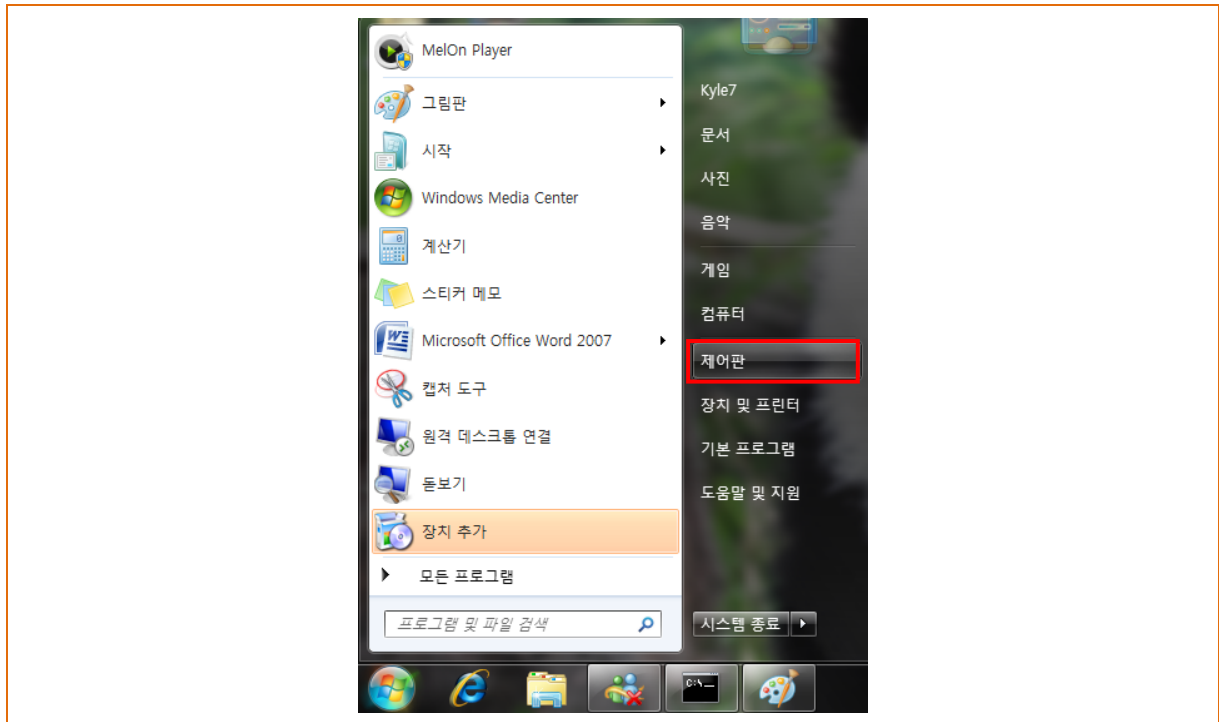 MelOn Player
그림판
시작
Windows Media Center
계산기
스티커 메모
Microsoft Office Word 2007
캡처 도구
원격 데스크톱 연결
돋보기
장치 추가
모든 프로그램
프로그램 및 파일 검색
Kyle7
문서
사진
음악
게임
컴퓨터
제어판
장치 및 프린터
기본 프로그램
도움말 및 지원
시스템 종료
C:\_